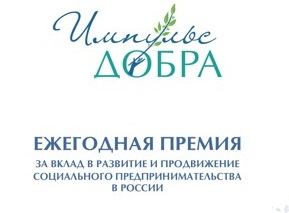 Импульс
ДОБРА
ЕЖЕГОДНАЯ ПРЕМИЯ
ЗА ВКЛАД В РАЗВИТИЕ И ПРОДВИЖЕНИЕ
СОЦИАЛЬНОГО ПРЕДПРИНИМАТЕЛЬСТВА
В РОССИИ